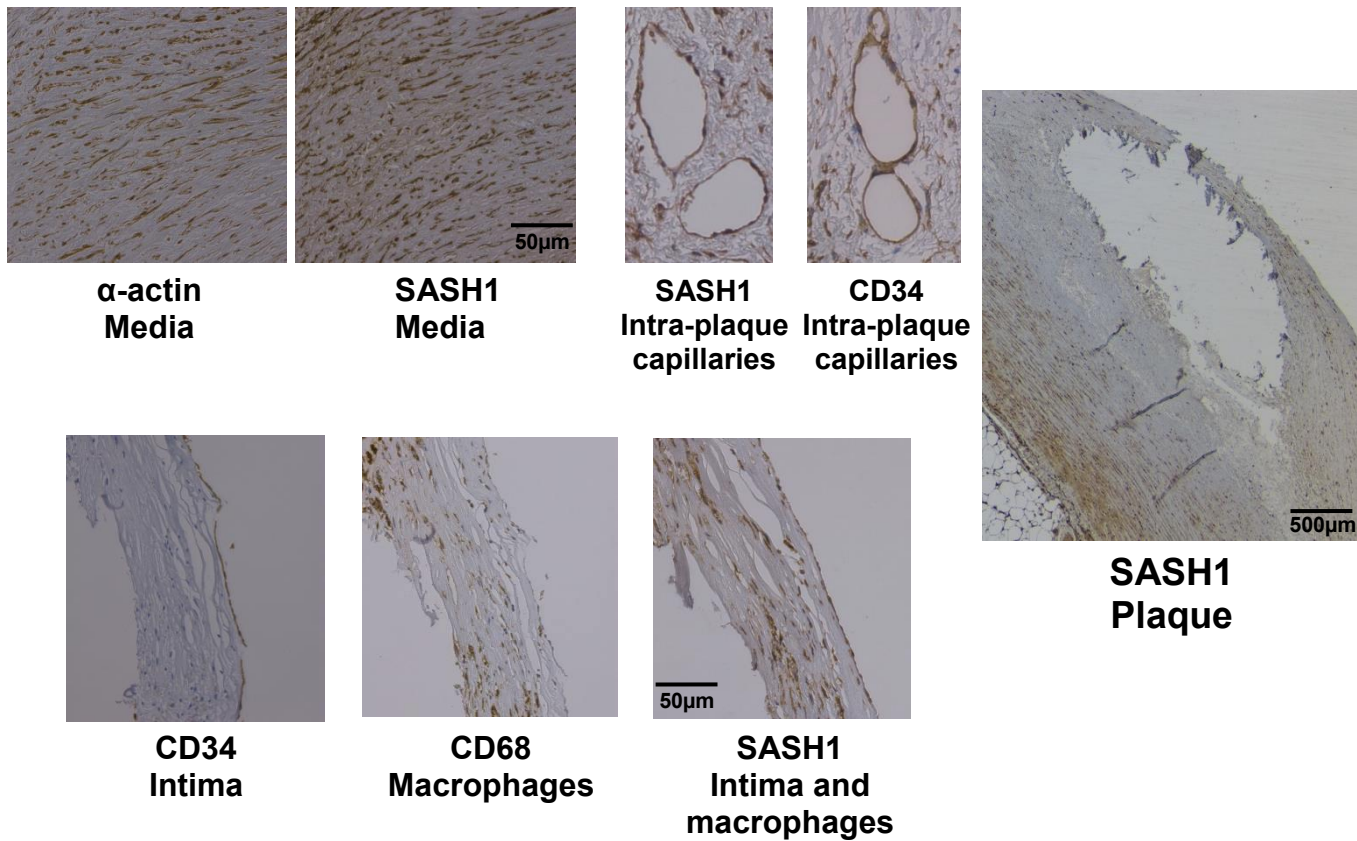 50µm
α-actin
Media
SASH1
Media
SASH1
Intra-plaque
capillaries
CD34
Intra-plaque
capillaries
500µm
SASH1
Plaque
50µm
CD34
Intima
CD68
Macrophages
SASH1
Intima and
macrophages